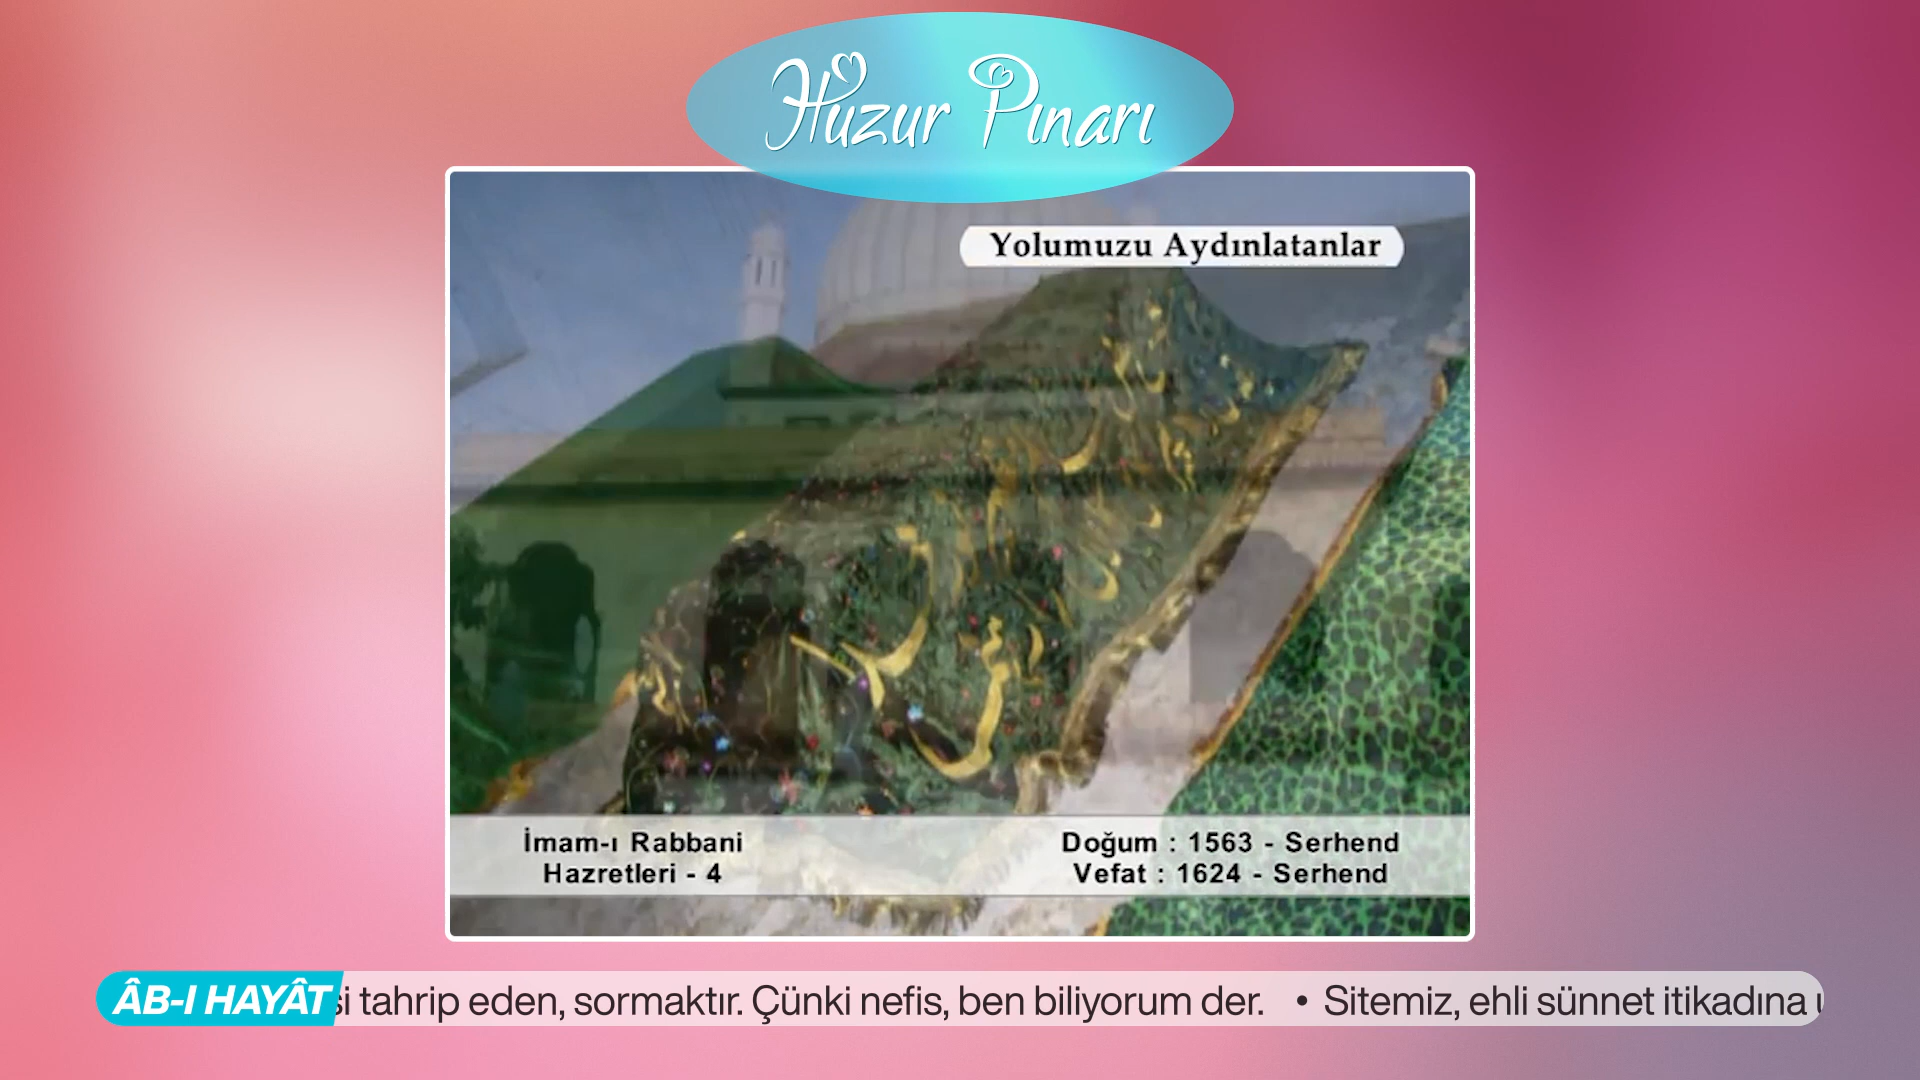 Huzur Pınarı
Yolumuzu Aydınlatanlar
İmam-ı Rabbani
Hazretleri - 4
Doğum : 1563 - Serhend
Vefat : 1624 - Serhend
ÂB-I HAYÂT
tahrip eden, sormaktır. Çünki nefis, ben biliyorum der. • Sitemiz, ehli sünnet itikadına